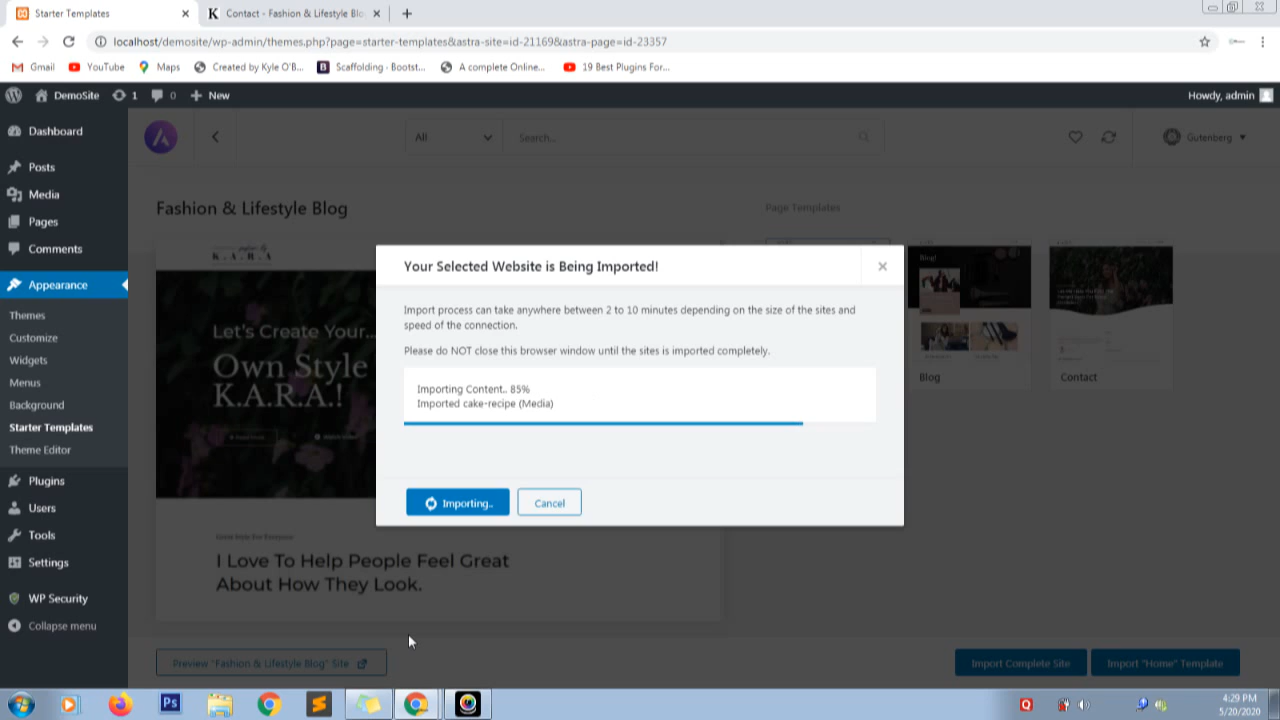 Starter Templates
Contact - Fashion & Lifestyle Blo
localhost/demosite/wp-admin/themes.php?page=starter-templates&astra-site=id-21169&astra-page=id-23357
Gmail
YouTube
Maps
Created by Kyle O'B...
Scaffolding · Bootst...
A complete Online...
19 Best Plugins For...
DemoSite
1
0
New
Howdy, admin
Dashboard
Posts
Media
Pages
Comments
Appearance
Themes
Customize
Widgets
Menus
Background
Starter Templates
Theme Editor
Plugins
Users
Tools
Settings
WP Security
Collapse menu
All
Search...
Gutenberg
Fashion & Lifestyle Blog
Page Templates
K.A.R.A
Let's Create Your...
Own Style
K.A.R.A.!
I Love To Help People Feel Great
About How They Look.
Blog!
Blog
Contact
Your Selected Website is Being Imported!
Import process can take anywhere between 2 to 10 minutes depending on the size of the sites and
speed of the connection.
Please do NOT close this browser window until the sites is imported completely.
Importing Content.. 85%
Imported cake-recipe (Media)
Importing..
Cancel
Preview "Fashion & Lifestyle Blog" Site
Import Complete Site
Import "Home" Template
Ps
4:29 PM
5/20/2020